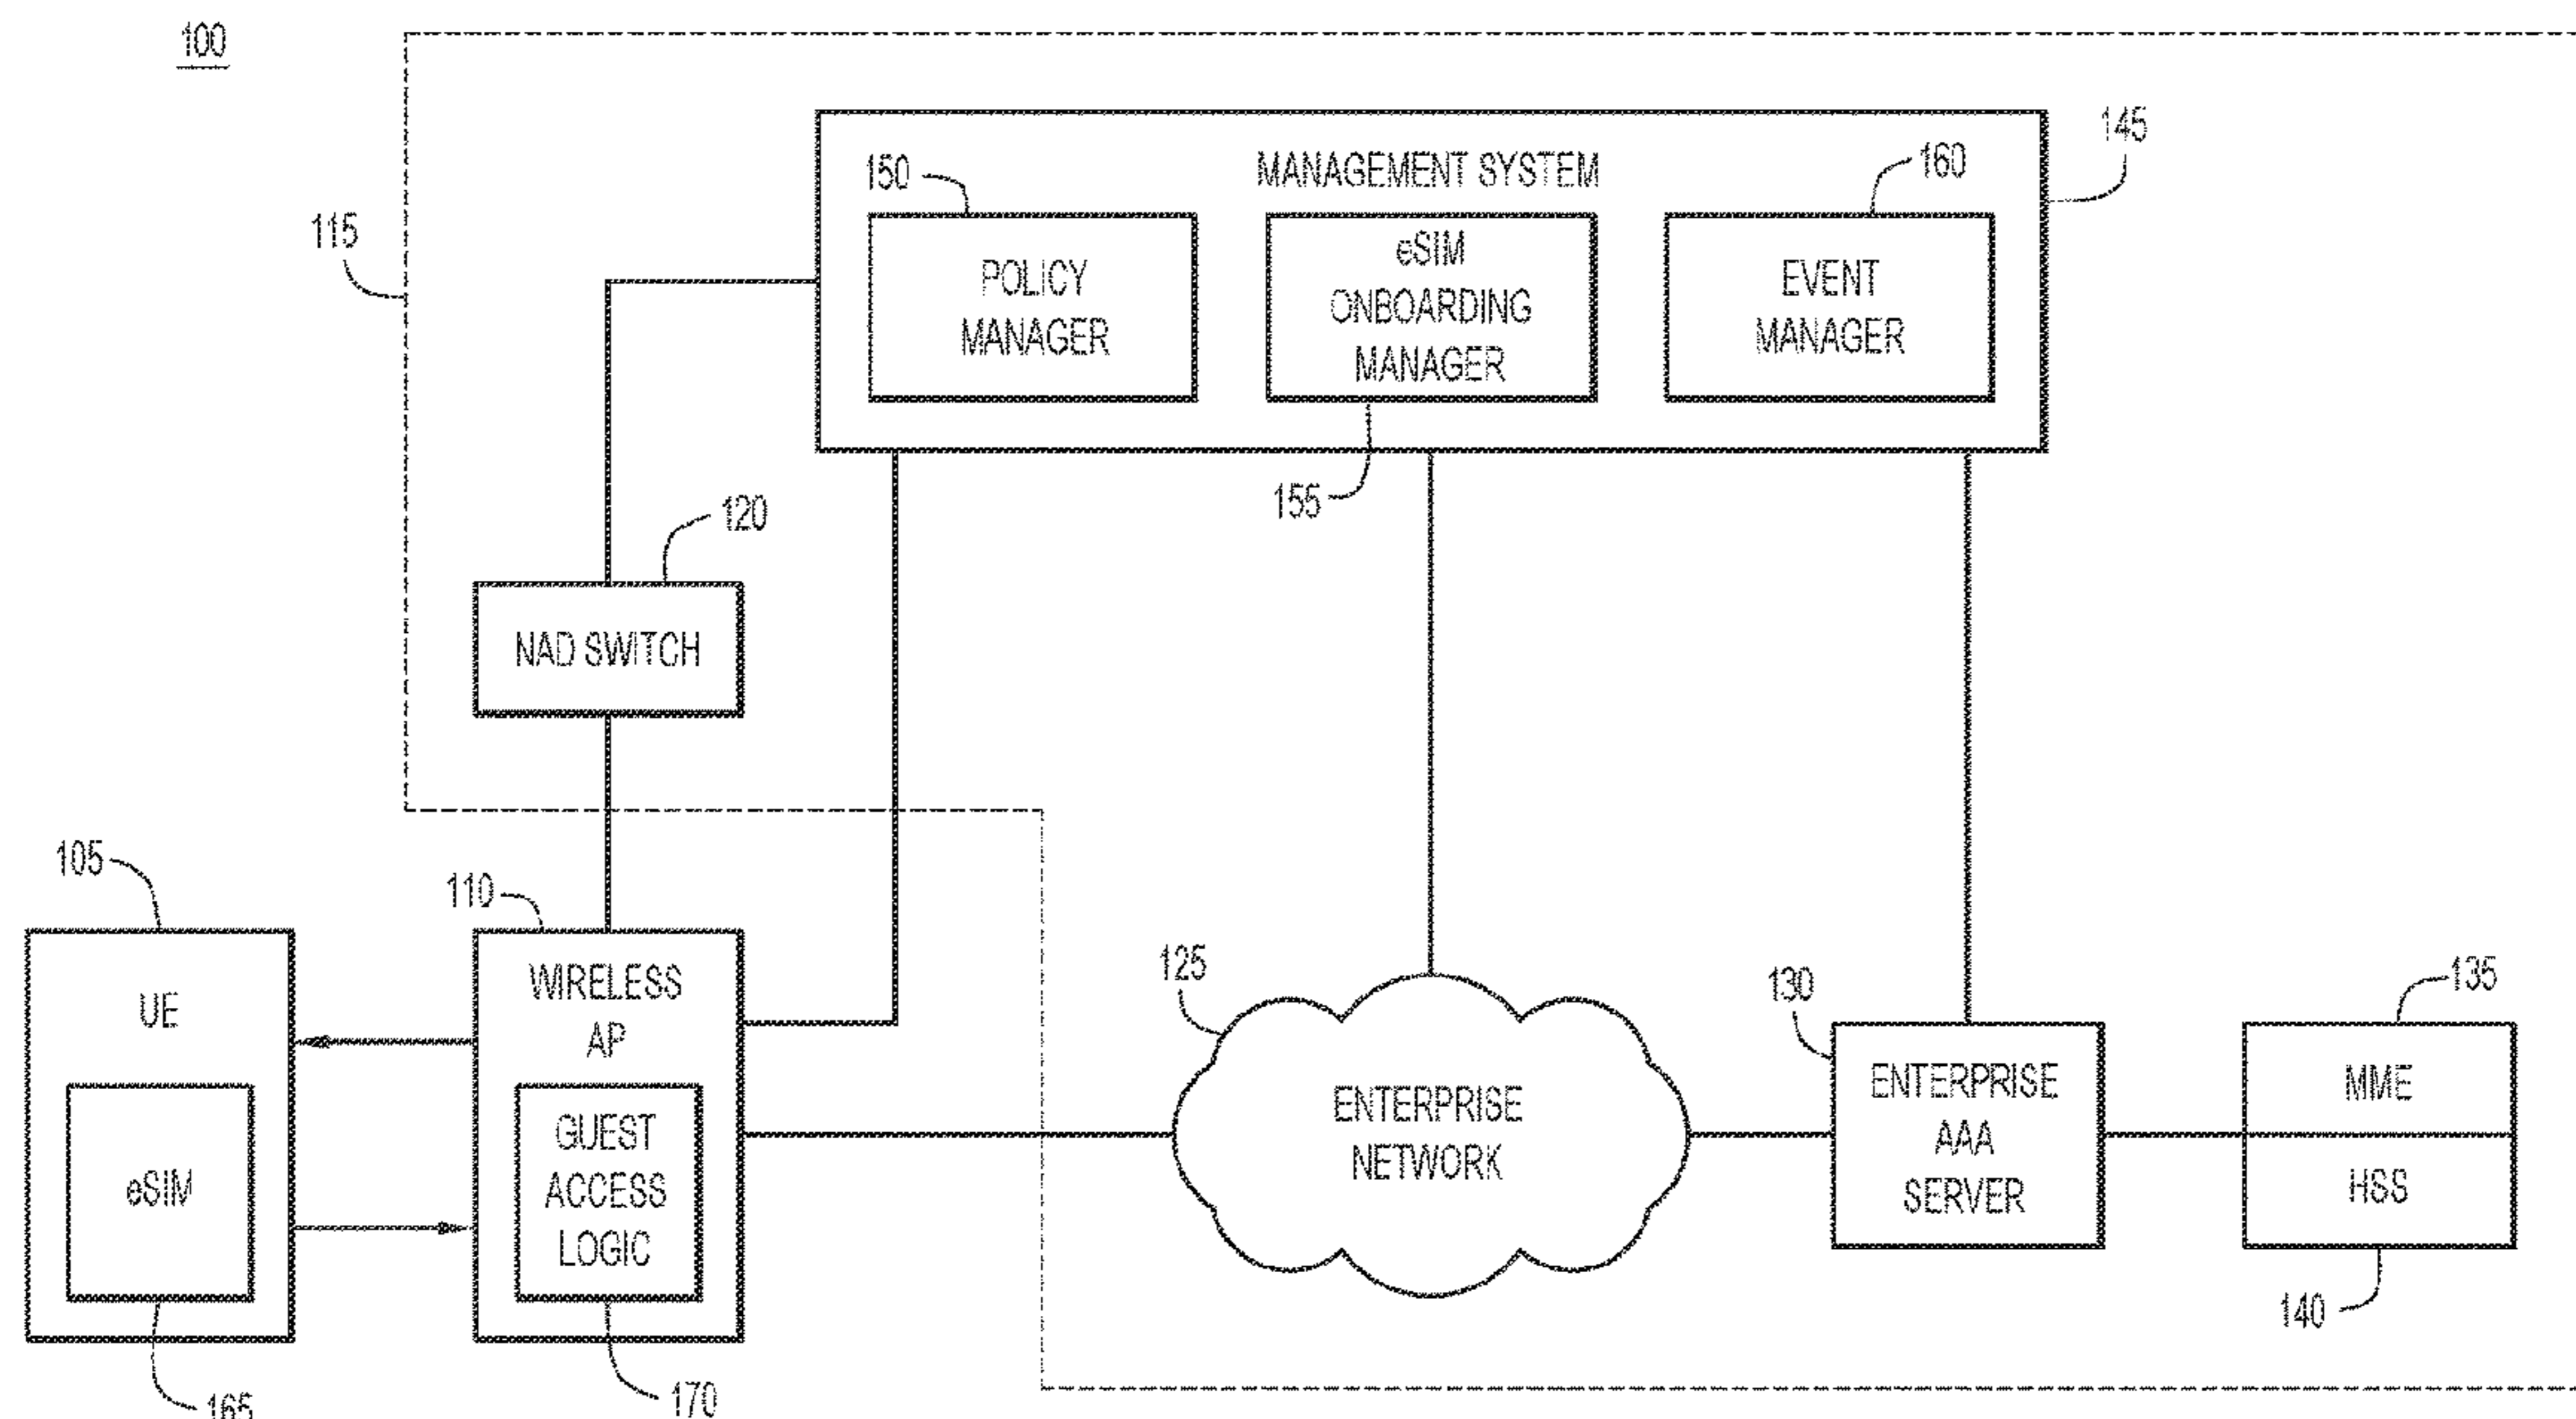 100
145
150
MANAGEMENT SYSTEM
160
115
POLICY
MANAGER
eSIM
ONBOARDING
MANAGER
EVENT
MANAGER
155
120
NAD SWITCH
105
110
UE
WIRELESS
AP
125
130
135
eSIM
GUEST
ACCESS
LOGIC
ENTERPRISE
NETWORK
ENTERPRISE
AAA
SERVER
MME
HSS
140
165
170